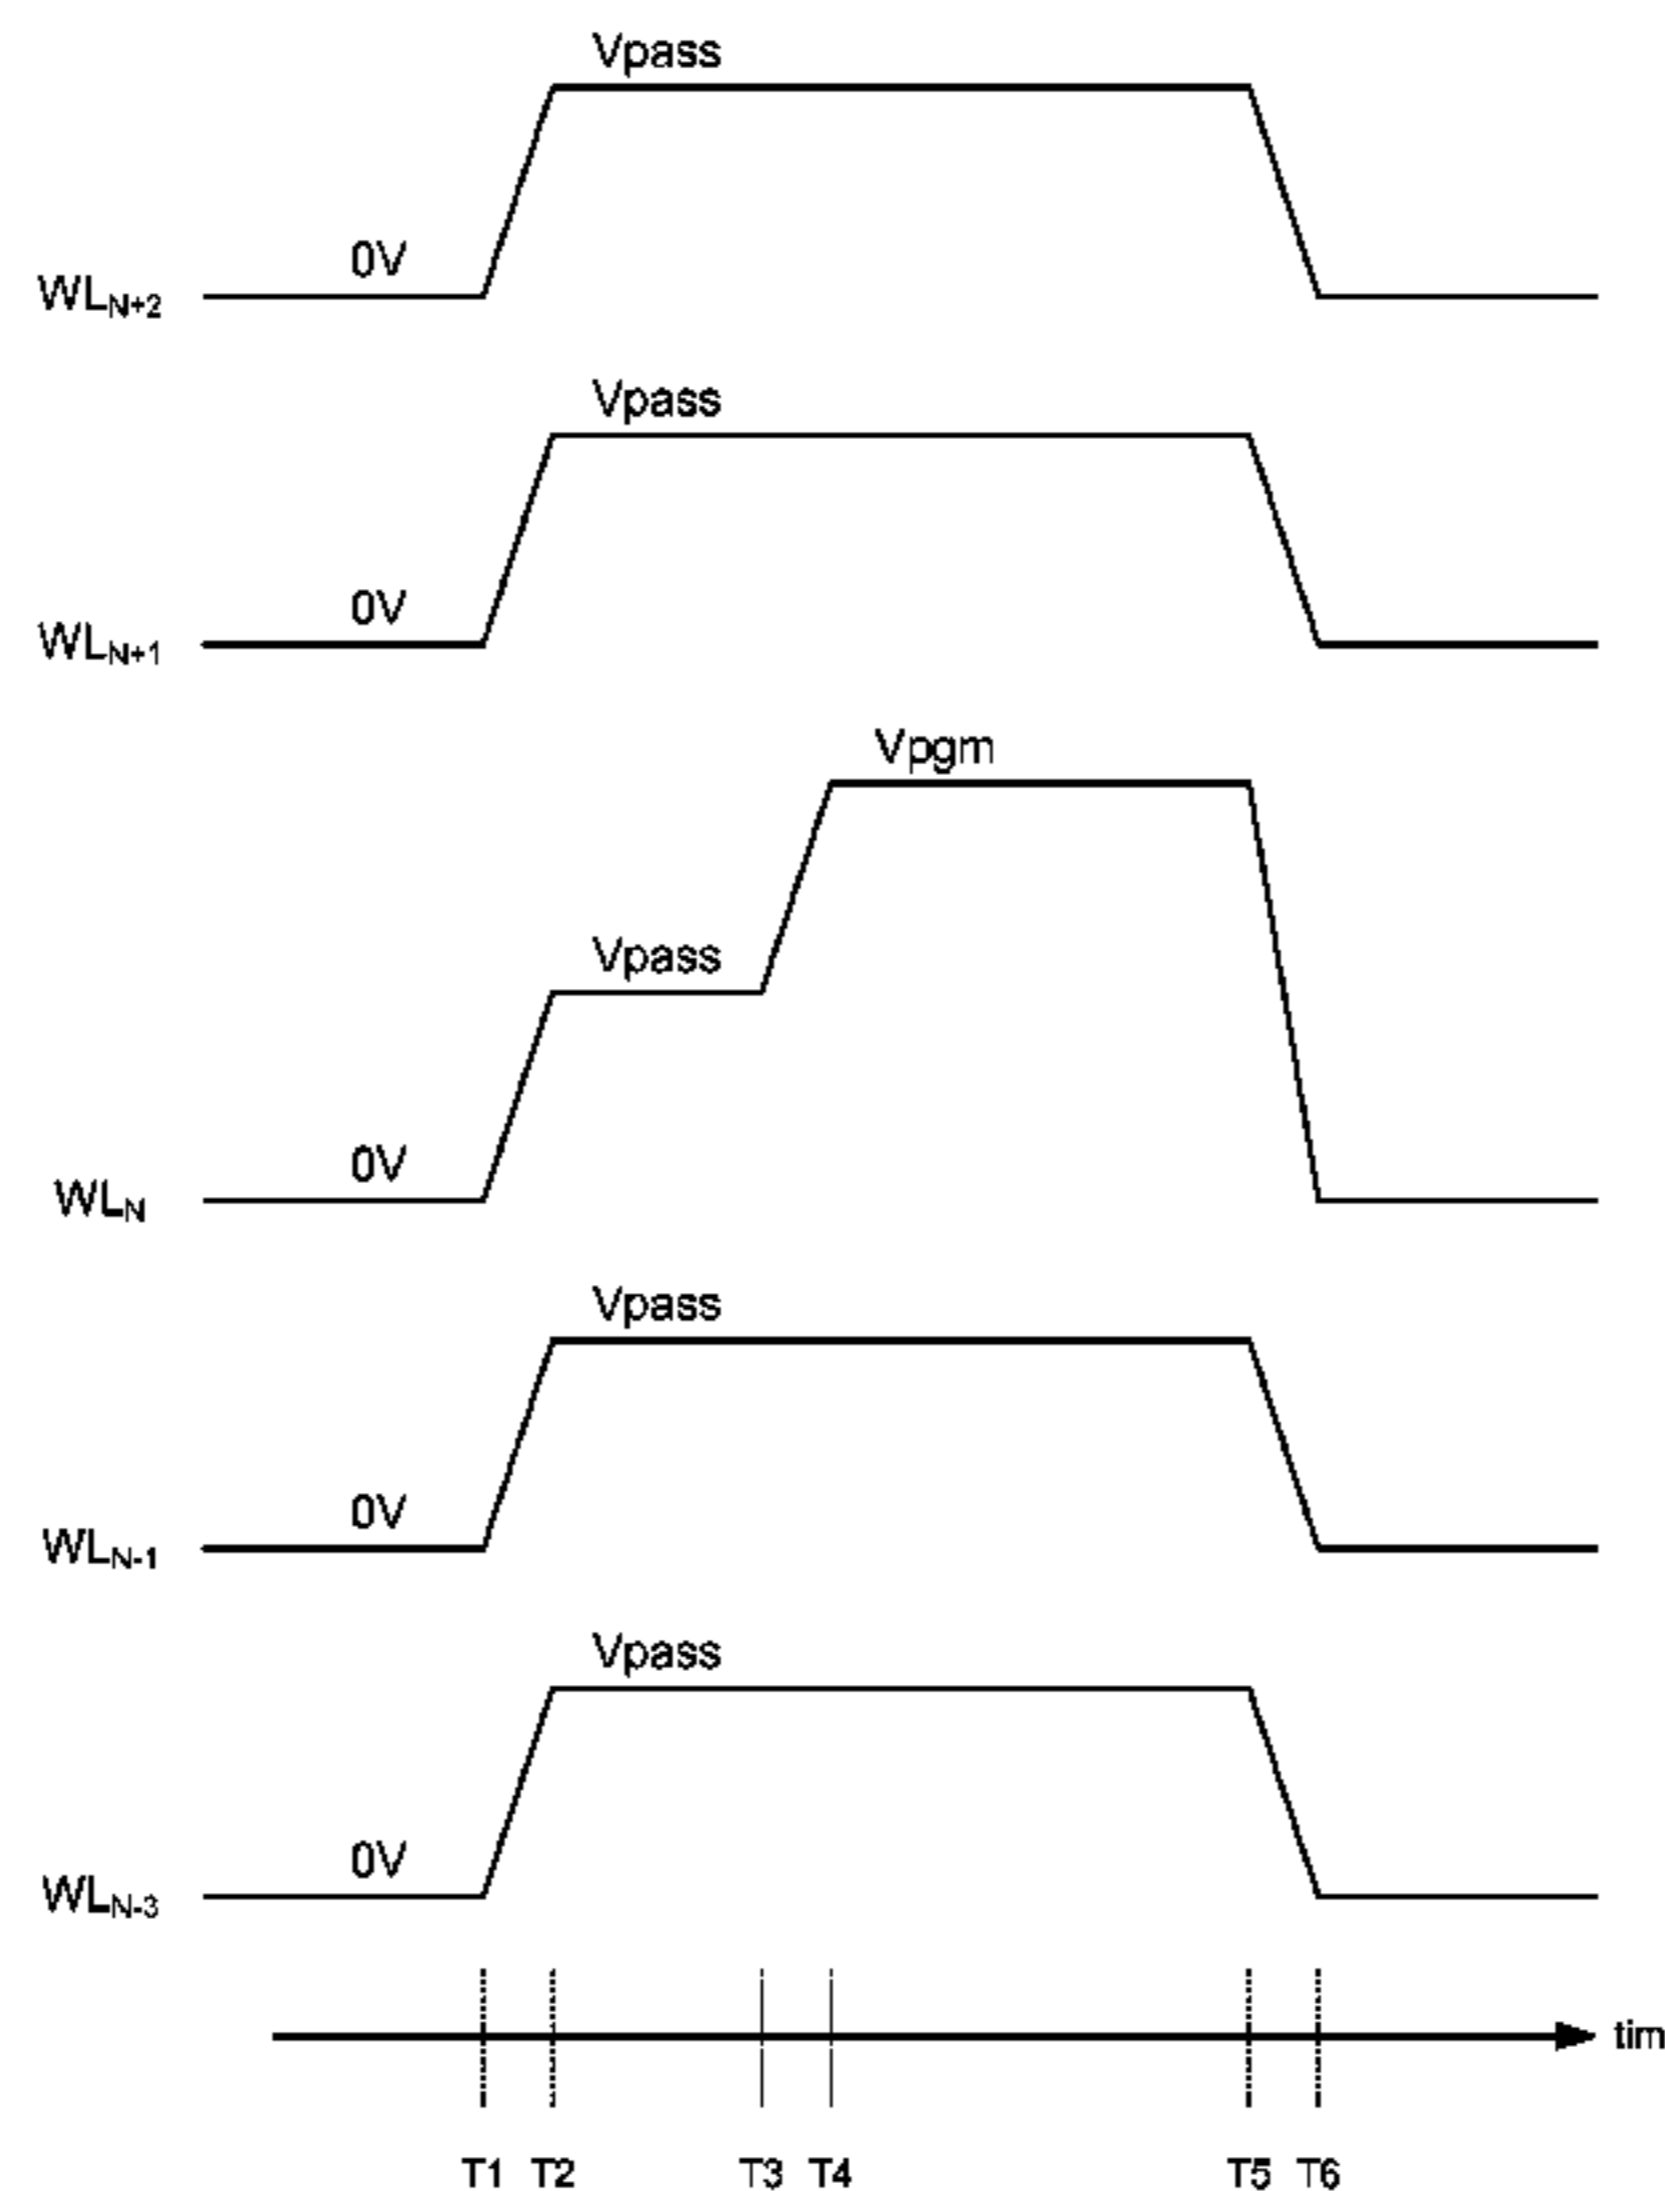 Vpass
0V
WLN+2
Vpass
0V
WLN+1
Vpgm
Vpass
0V
WLN
Vpass
0V
WLN-1
Vpass
0V
WLN-3
tim
T1 T2 T3 T4 T5 T6